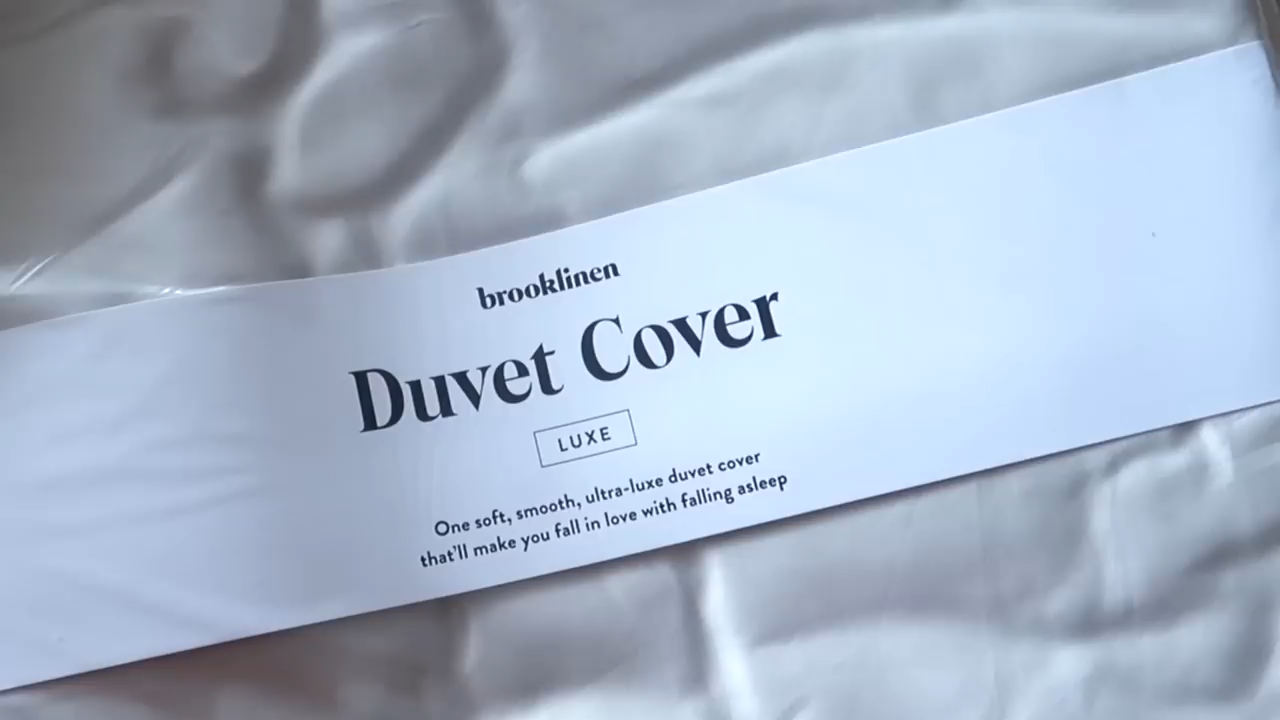 brooklinen
Duvet Cover
LUXE
One soft, smooth, ultra-luxe duvet cover
that'll make you fall in love with falling asleep